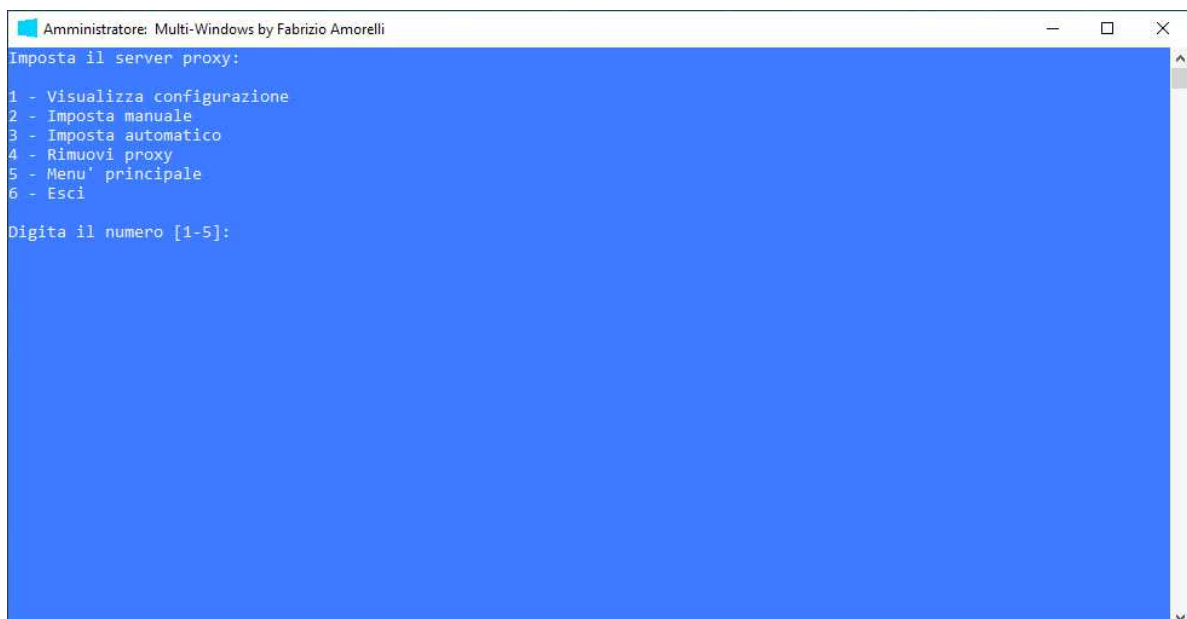 Amministratore: Multi-Windows by Fabrizio Amorelli
Imposta il server proxy:
1 - Visualizza configurazione
2 - Imposta manuale
3 - Imposta automatico
4 - Rimuovi proxy
5 - Menu' principale
6 - Esci
Digita il numero [1-5]: